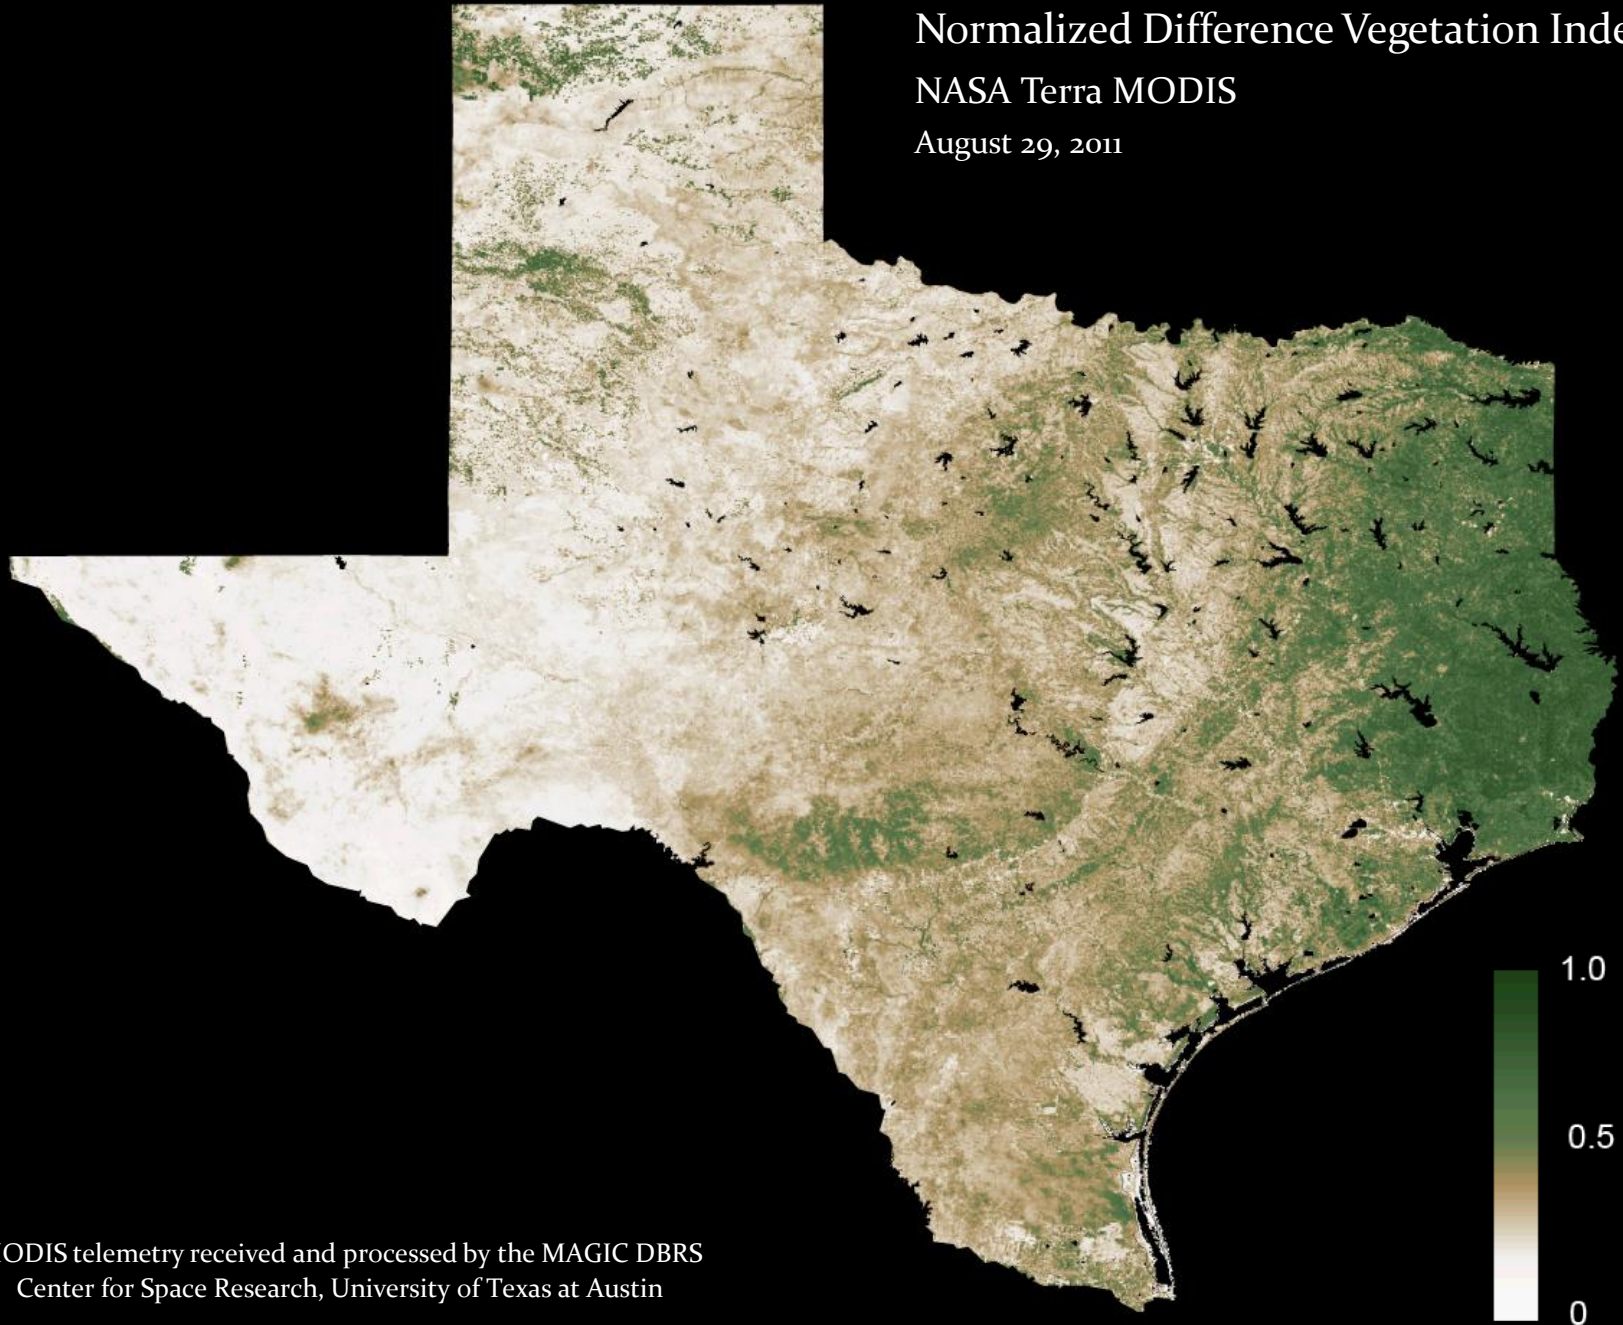 Normalized Difference Vegetation Inde
NASA Terra MODIS
August 29, 2011
1.0
0.5
0
ODIS telemetry received and processed by the MAGIC DBRS
Center for Space Research, University of Texas at Austin